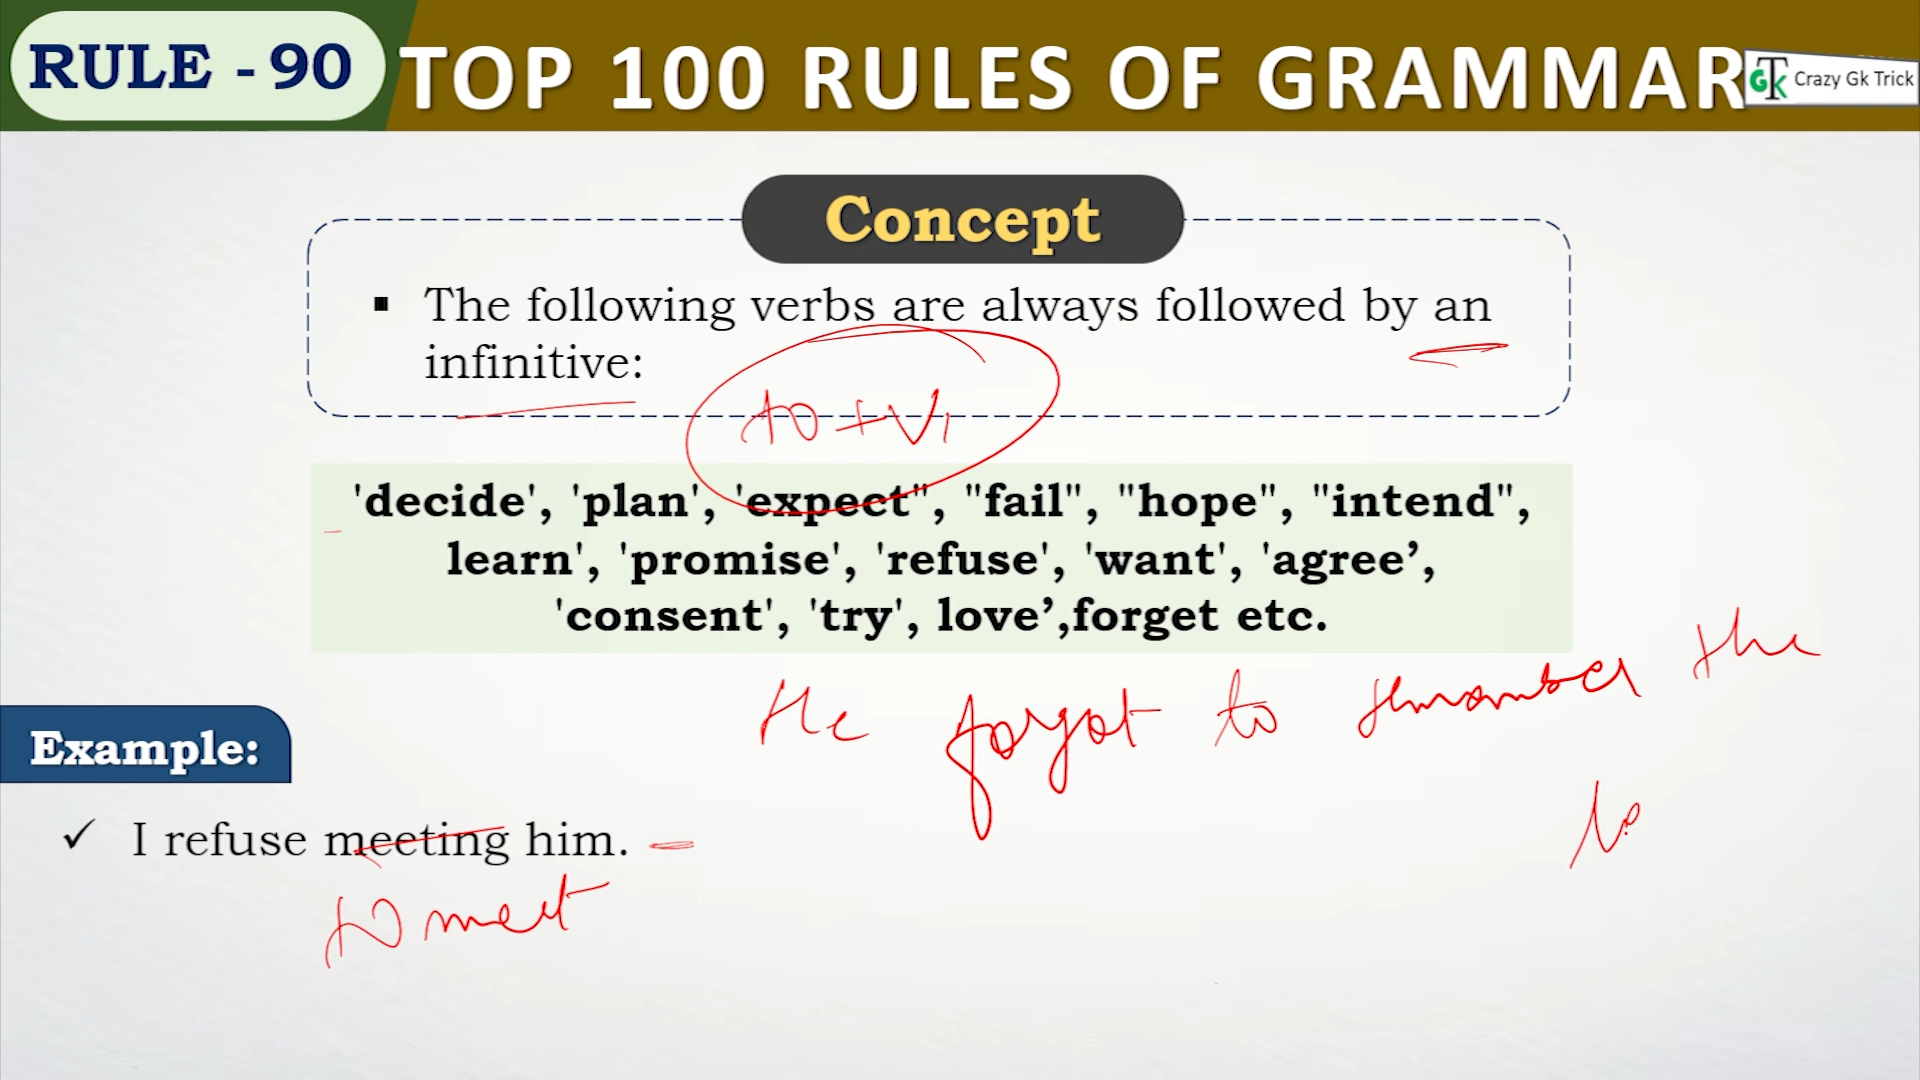 RULE - 90
TOP 100 RULES OF GRAMMAR
GTK Crazy Gk Trick
Concept
▪ The following verbs are always followed by an
infinitive:
to + V1
'decide', 'plan', 'expect", "fail", "hope", "intend",
learn', 'promise', 'refuse', 'want', 'agree’,
'consent', 'try', love’,forget etc.
He forgot to remember the
Example:
✓ I refuse meeting him.
to meet